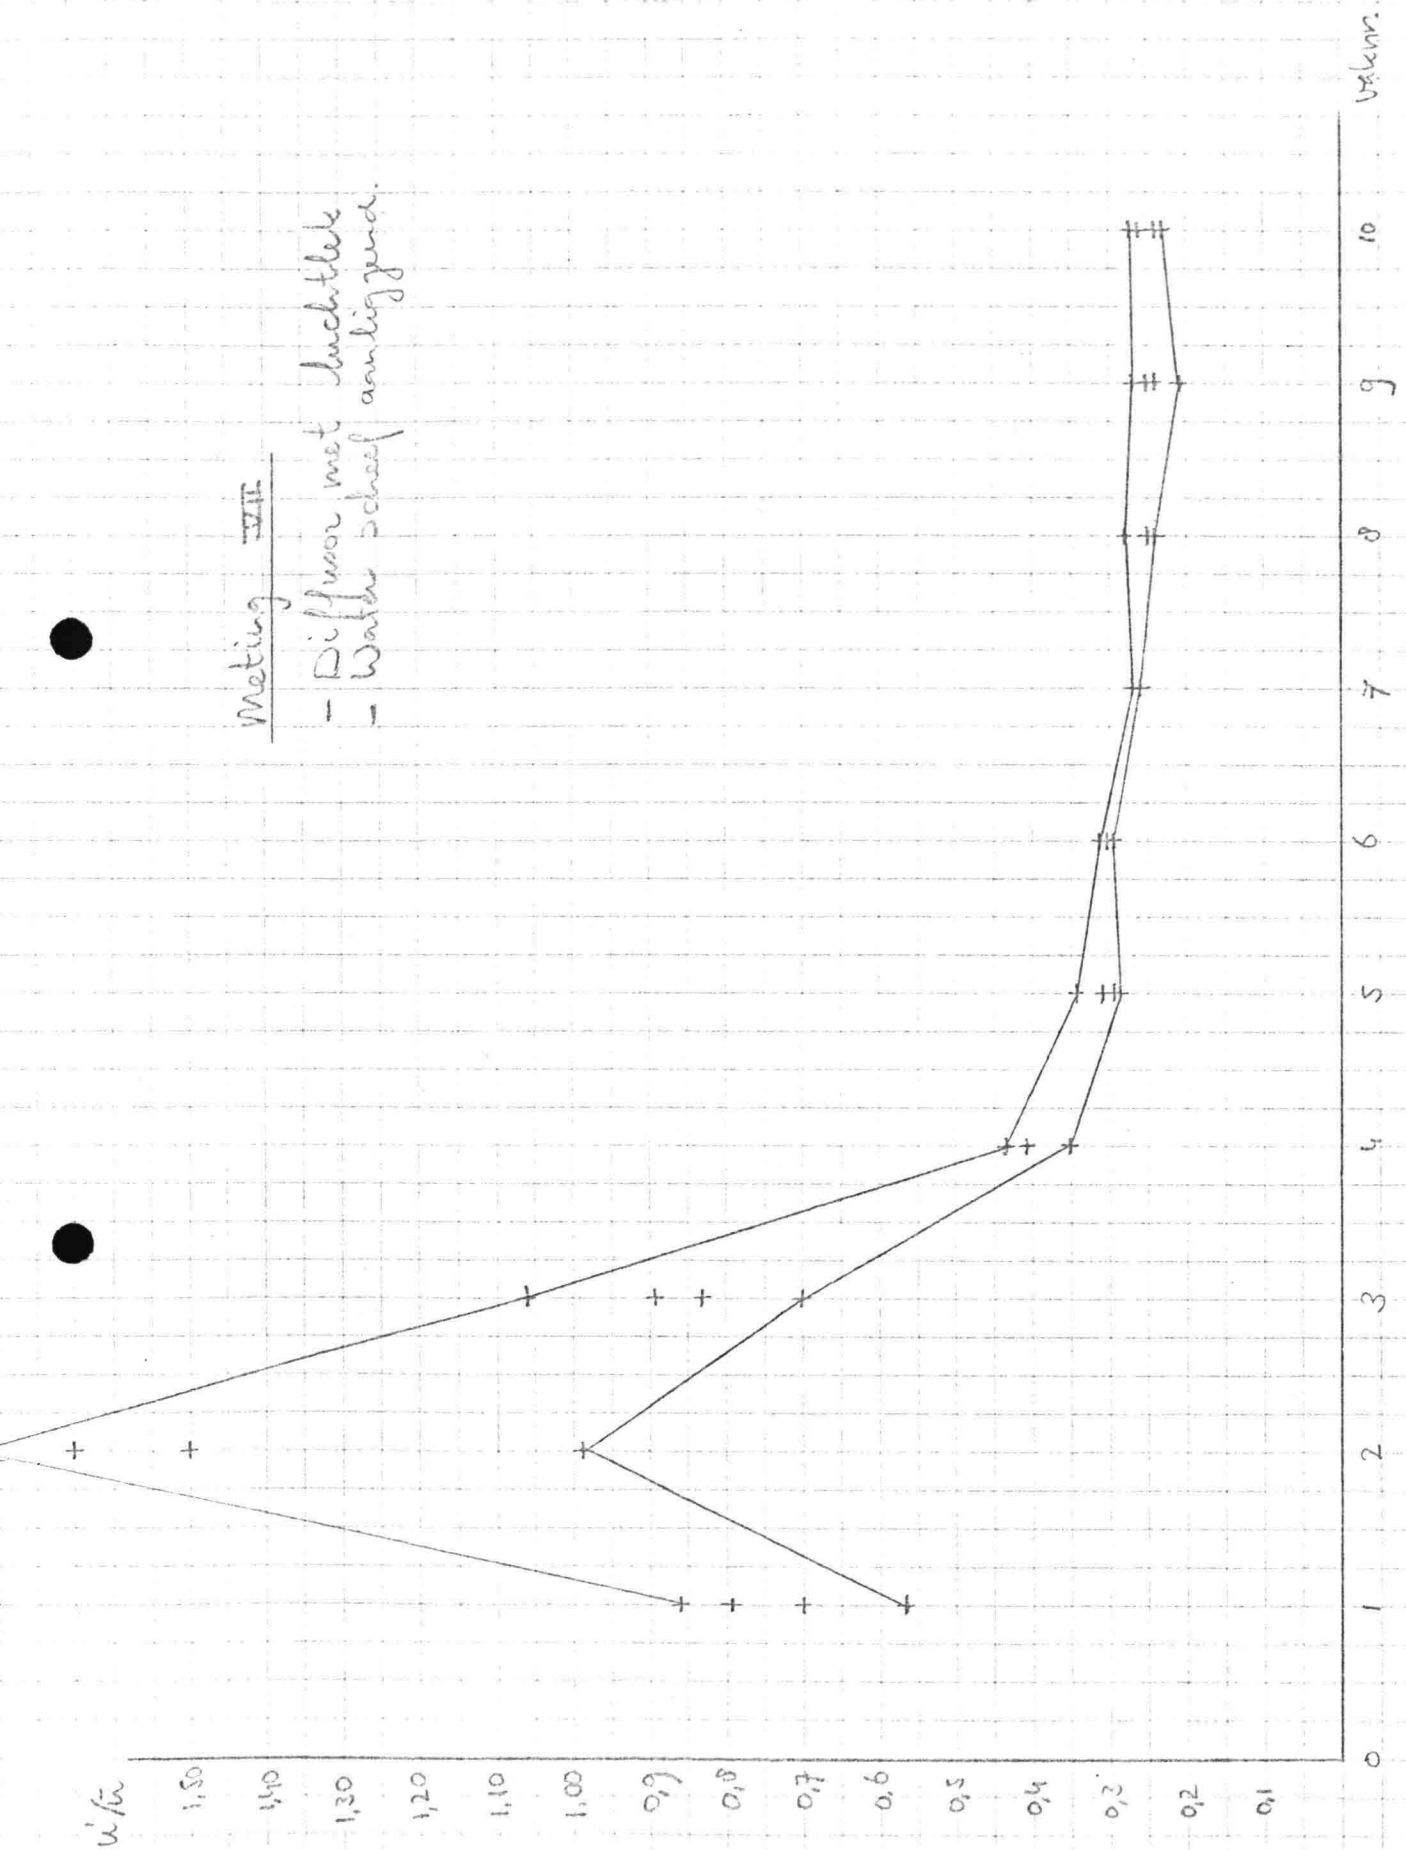 Meting VII
- Diffusor met luchtlek
- Water scheef aanliggend.
u'/ū
1,50
1,40
1,30
1,20
1,10
1,00
0,9
0,8
0,7
0,6
0,5
0,4
0,3
0,2
0,1
0 1 2 3 4 5 6 7 8 9 10
vaknr.